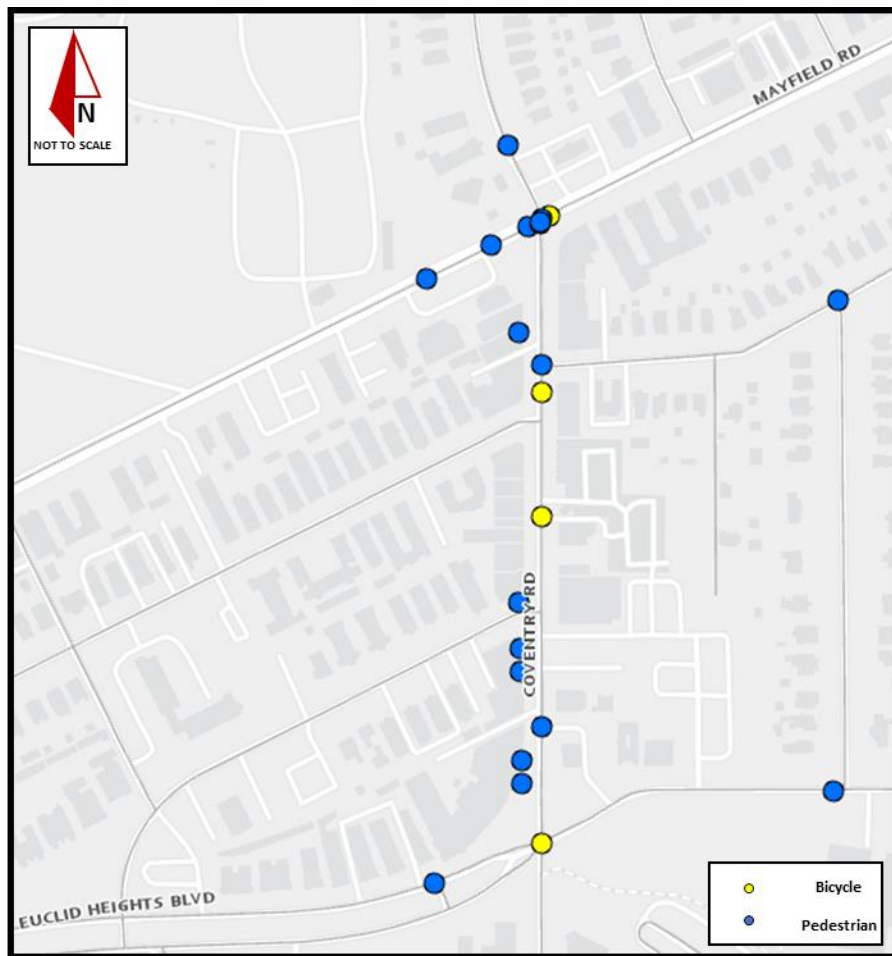 N
NOT TO SCALE
MAYFIELD RD
COVENTRY RD
EUCLID HEIGHTS BLVD
Bicycle
Pedestrian